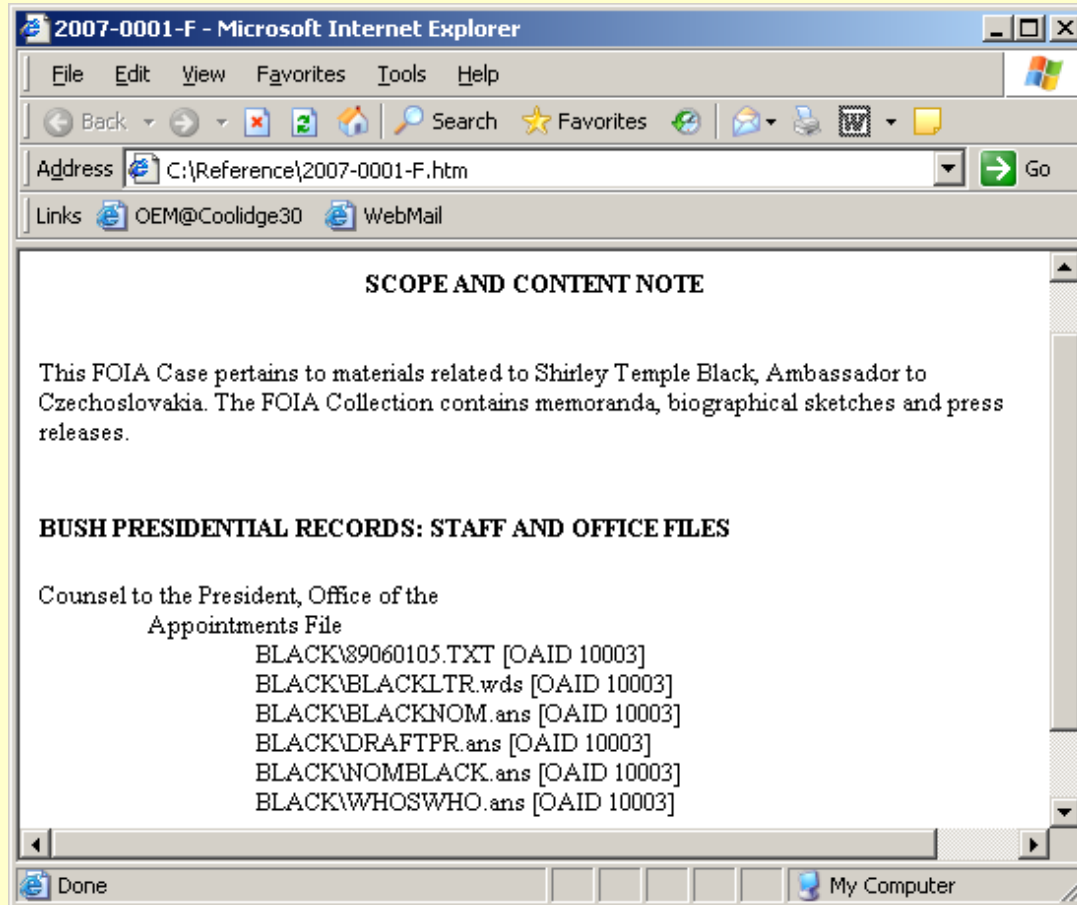 2007-0001-F - Microsoft Internet Explorer
File Edit View Favorites Tools Help
Back Search Favorites W
Address C:\Reference\2007-0001-F.htm Go
Links OEM@Coolidge30 WebMail
SCOPE AND CONTENT NOTE
This FOIA Case pertains to materials related to Shirley Temple Black, Ambassador to
Czechoslovakia. The FOIA Collection contains memoranda, biographical sketches and press
releases.
BUSH PRESIDENTIAL RECORDS: STAFF AND OFFICE FILES
Counsel to the President, Office of the
Appointments File
BLACK\89060105.TXT [OAID 10003]
BLACK\BLACKLTR.wds [OAID 10003]
BLACK\BLACKNOM.ans [OAID 10003]
BLACK\DRAFTPR.ans [OAID 10003]
BLACK\NOMBLACK.ans [OAID 10003]
BLACK\WHOSWHO.ans [OAID 10003]
Done My Computer